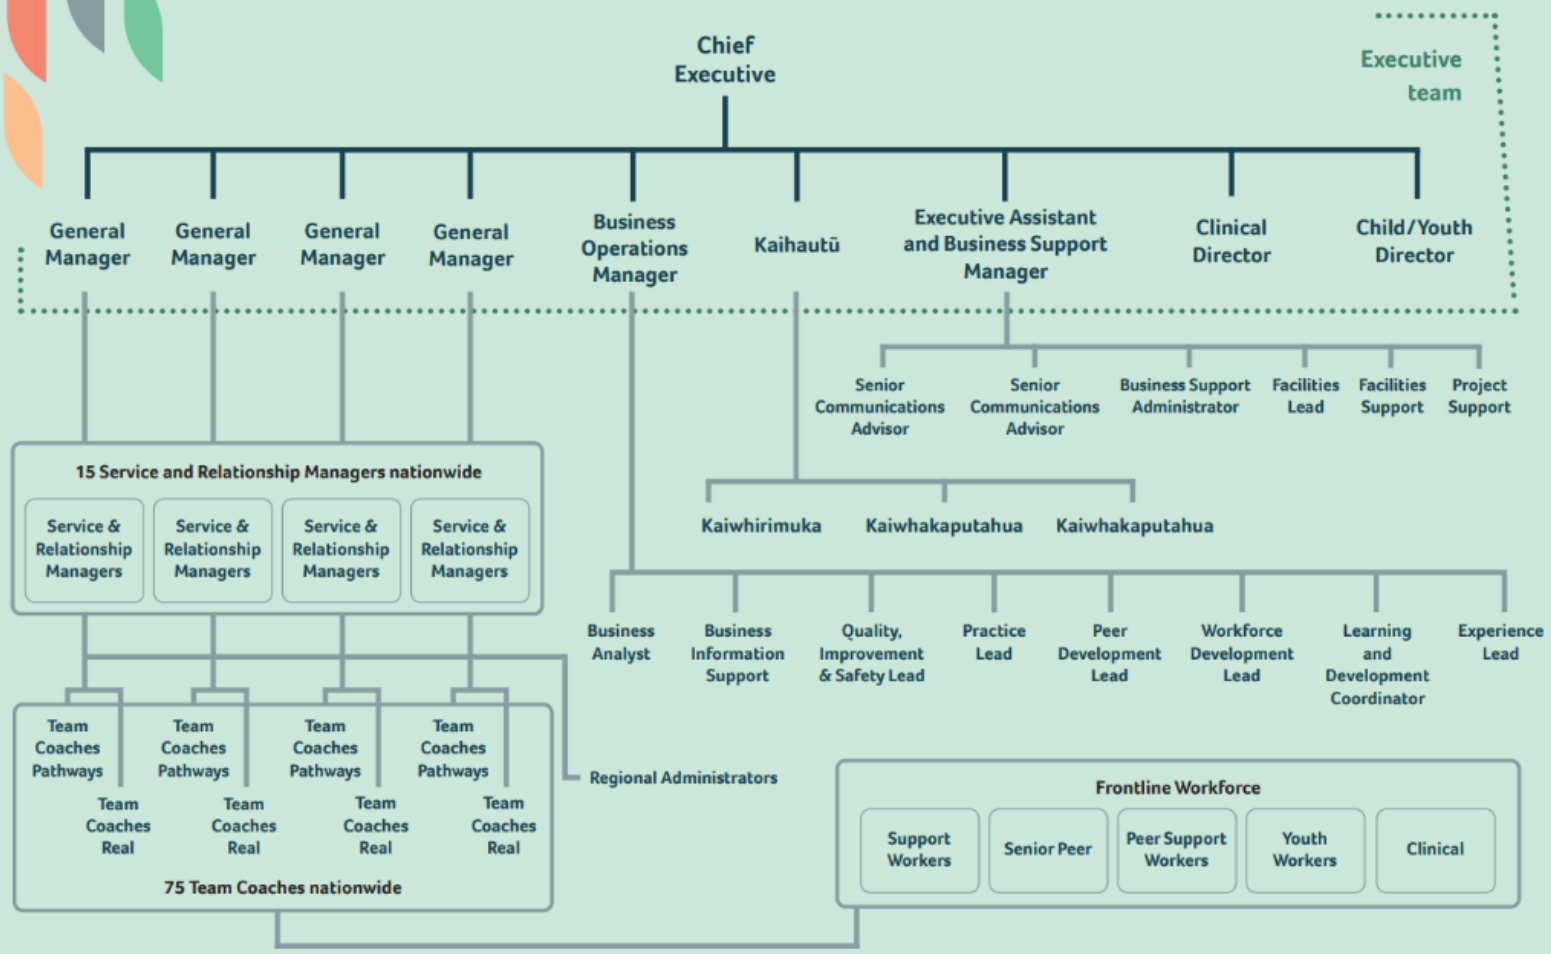 Chief
Executive
Executive
team
General
Manager
General
Manager
General
Manager
General
Manager
Business
Operations
Manager
Kaihautū
Executive Assistant
and Business Support
Manager
Clinical
Director
Child/Youth
Director
Senior
Communications
Advisor
Senior
Communications
Advisor
Business Support
Administrator
Facilities
Lead
Facilities
Support
Project
Support
15 Service and Relationship Managers nationwide
Service &
Relationship
Managers
Service &
Relationship
Managers
Service &
Relationship
Managers
Service &
Relationship
Managers
Kaiwhirimuka
Kaiwhakaputahua
Kaiwhakaputahua
Business
Analyst
Business
Information
Support
Quality,
Improvement
& Safety Lead
Practice
Lead
Peer
Development
Lead
Workforce
Development
Lead
Learning
and
Development
Coordinator
Experience
Lead
Team
Coaches
Pathways
Team
Coaches
Real
Team
Coaches
Pathways
Team
Coaches
Real
Team
Coaches
Pathways
Team
Coaches
Real
Team
Coaches
Pathways
Team
Coaches
Real
75 Team Coaches nationwide
Regional Administrators
Frontline Workforce
Support
Workers
Senior Peer
Peer Support
Workers
Youth
Workers
Clinical